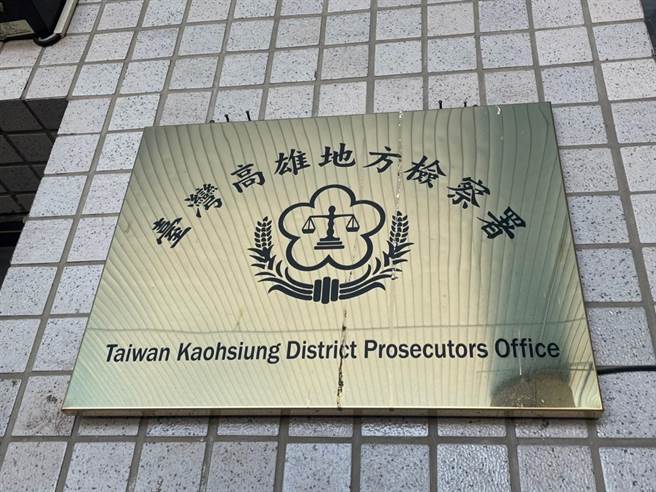 臺灣高雄地方檢察署
Taiwan Kaohsiung District Prosecutors Office